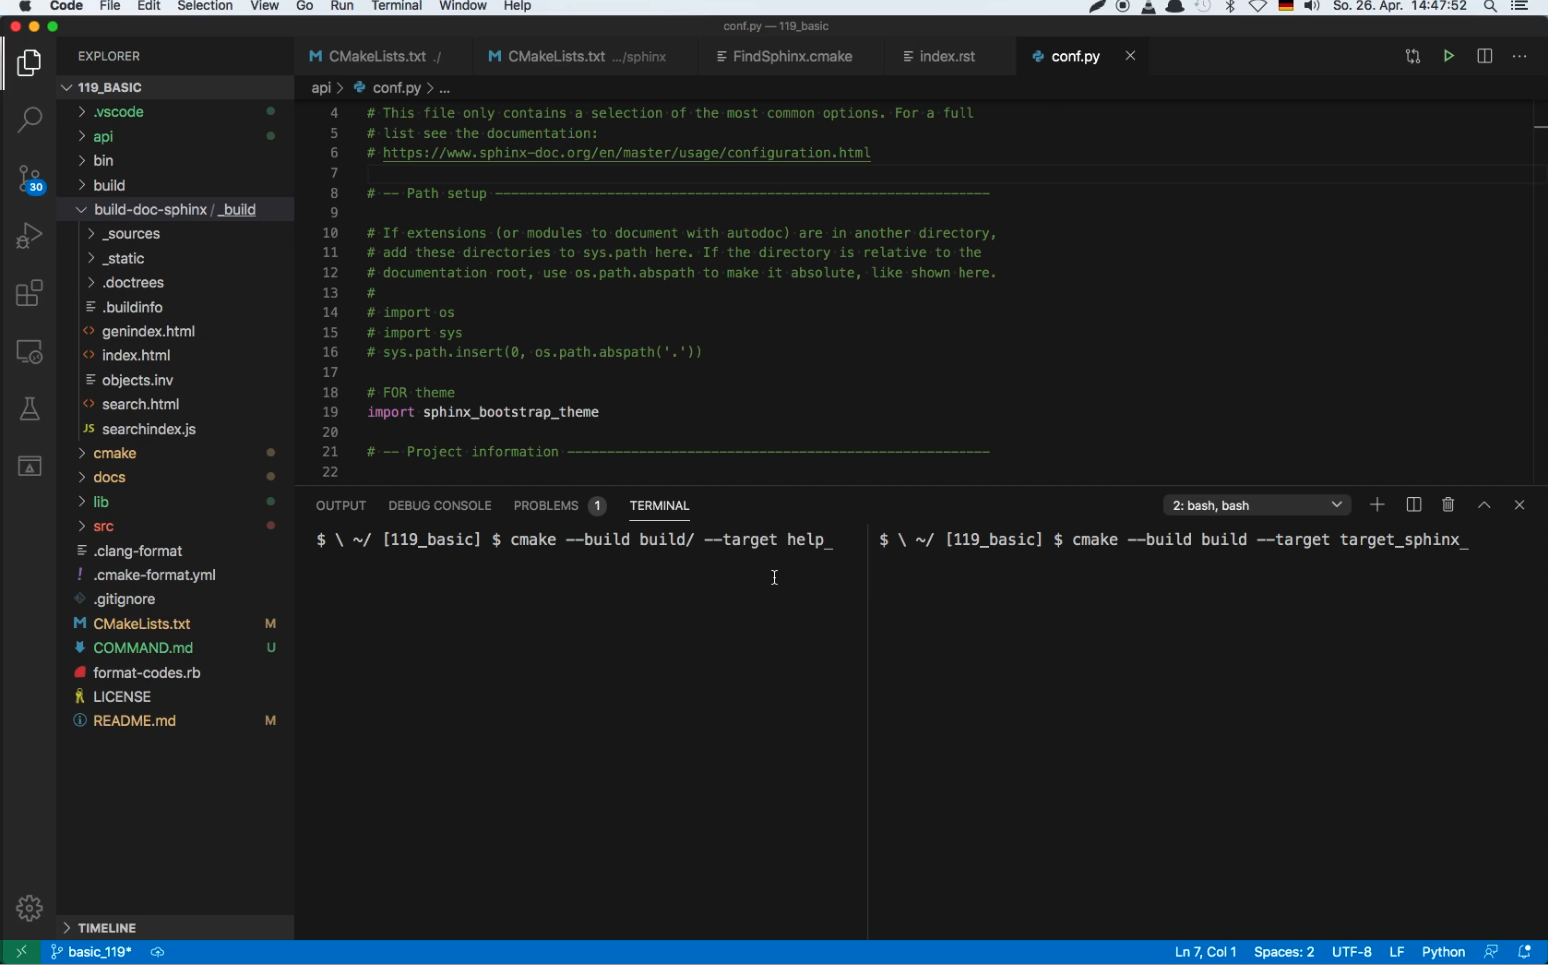 Code File Edit Selection View Go Run Terminal Window Help So. 26. Apr. 14:47:52
conf.py — 119_basic
EXPLORER
CMakeLists.txt ./ CMakeLists.txt .../sphinx FindSphinx.cmake index.rst conf.py
119_BASIC
api > conf.py > ...
.vscode
api
bin
build
build-doc-sphinx / _build
_sources
_static
.doctrees
.buildinfo
genindex.html
index.html
objects.inv
search.html
JS searchindex.js
cmake
docs
lib
src
.clang-format
! .cmake-format.yml
.gitignore
CMakeLists.txt M
COMMAND.md U
format-codes.rb
LICENSE
README.md M
TIMELINE
30
4 # This file only contains a selection of the most common options. For a full
5 # list see the documentation:
6 # https://www.sphinx-doc.org/en/master/usage/configuration.html
7
8 # -- Path setup --------------------------------------------------------------
9
10 # If extensions (or modules to document with autodoc) are in another directory,
11 # add these directories to sys.path here. If the directory is relative to the
12 # documentation root, use os.path.abspath to make it absolute, like shown here.
13 #
14 # import os
15 # import sys
16 # sys.path.insert(0, os.path.abspath('.'))
17
18 # FOR theme
19 import sphinx_bootstrap_theme
20
21 # -- Project information -----------------------------------------------------
22
OUTPUT DEBUG CONSOLE PROBLEMS 1 TERMINAL 2: bash, bash
$ \ ~/ [119_basic] $ cmake --build build/ --target help_
$ \ ~/ [119_basic] $ cmake --build build --target target_sphinx_
basic_119* Ln 7, Col 1 Spaces: 2 UTF-8 LF Python